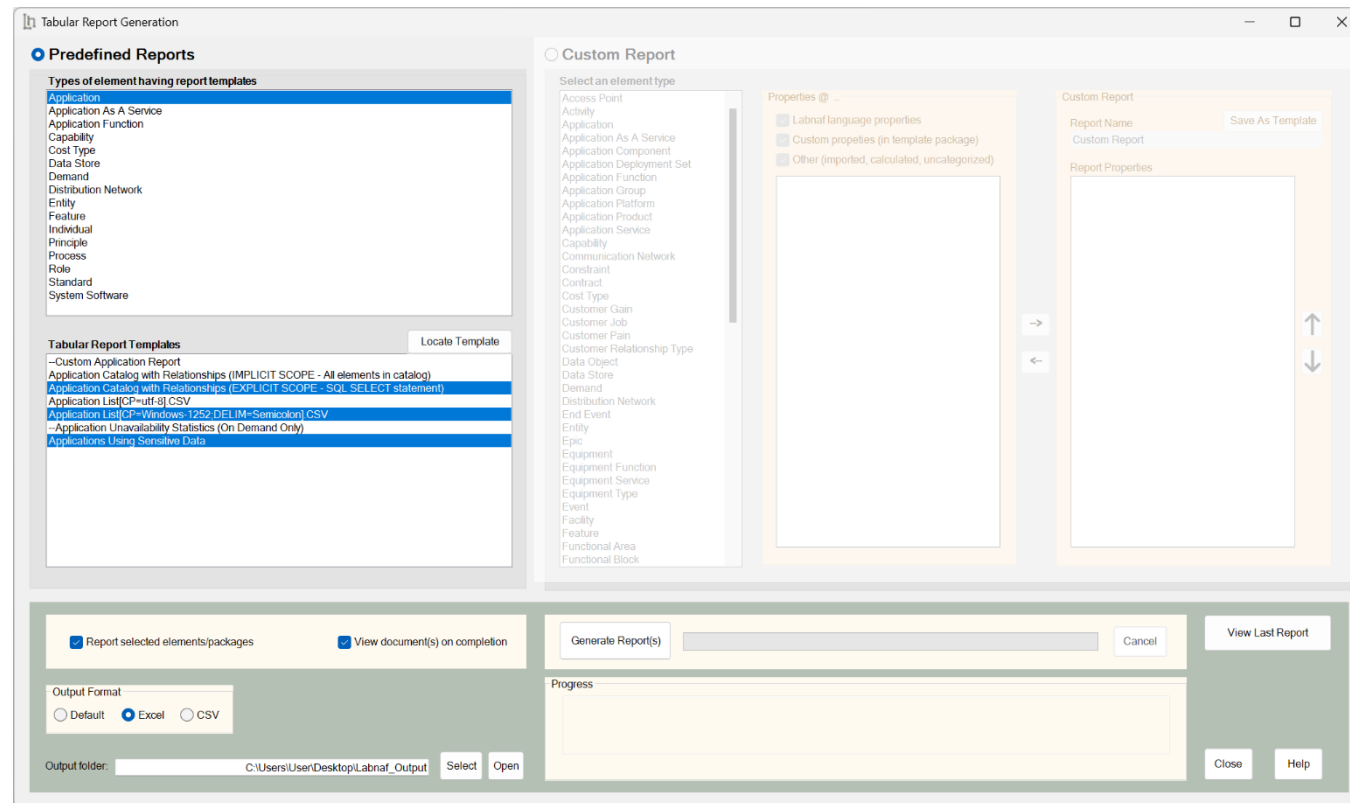 Tabular Report Generation
Predefined Reports
Types of element having report templates
Application
Application As A Service
Application Function
Capability
Cost Type
Data Store
Demand
Distribution Network
Entity
Feature
Individual
Principle
Process
Role
Standard
System Software
Tabular Report Templates
Locate Template
--Custom Application Report
Application Catalog with Relationships (IMPLICIT SCOPE - All elements in catalog)
Application Catalog with Relationships (EXPLICIT SCOPE - SQL SELECT statement)
Application List[CP=utf-8].CSV
Application List[CP=Windows-1252;DELIM=Semicolon].CSV
--Application Unavailability Statistics (On Demand Only)
Applications Using Sensitive Data
Custom Report
Select an element type
Access Point
Activity
Application
Application As A Service
Application Component
Application Deployment Set
Application Function
Application Group
Application Platform
Application Product
Application Service
Capability
Communication Network
Constraint
Contract
Cost Type
Customer Gain
Customer Job
Customer Pain
Customer Relationship Type
Data Object
Data Store
Demand
Distribution Network
End Event
Entity
Epic
Equipment
Equipment Function
Equipment Service
Equipment Type
Event
Facility
Feature
Functional Area
Functional Block
Properties @ ..
Labnaf language properties
Custom propeties (in template package)
Other (imported, calculated, uncategorized)
-->
<--
Custom Report
Report Name
Save As Template
Custom Report
Report Properties
Report selected elements/packages
View document(s) on completion
Output Format
Default
Excel
CSV
Output folder:
C:\Users\User\Desktop\Labnaf_Output
Select
Open
Generate Report(s)
Cancel
View Last Report
Progress
Close
Help